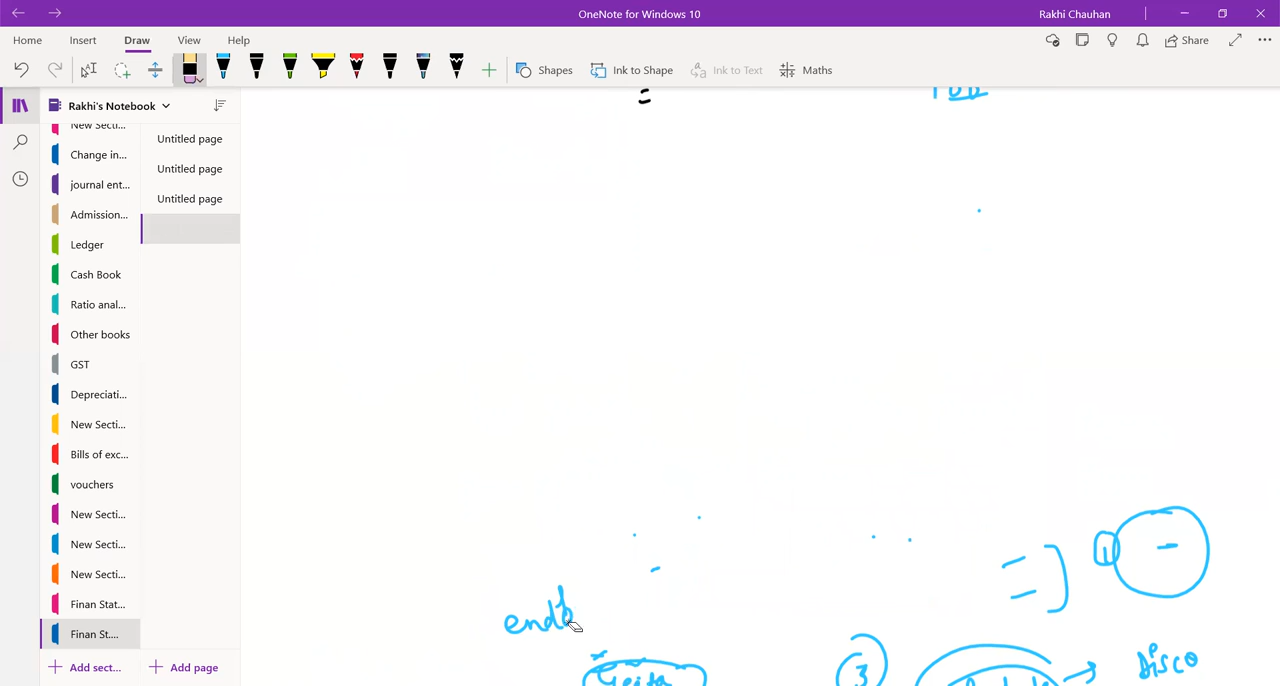 OneNote for Windows 10
Rakhi Chauhan
Home Insert Draw View Help
Share
Shapes Ink to Shape Ink to Text Maths
Rakhi's Notebook
New Secti...
Change in...
journal ent...
Admission...
Ledger
Cash Book
Ratio anal...
Other books
GST
Depreciati...
New Secti...
Bills of exc...
vouchers
New Secti...
New Secti...
New Secti...
Finan Stat...
Finan St....
Add sect...
Untitled page
Untitled page
Untitled page
Add page
=
1
3
Disco